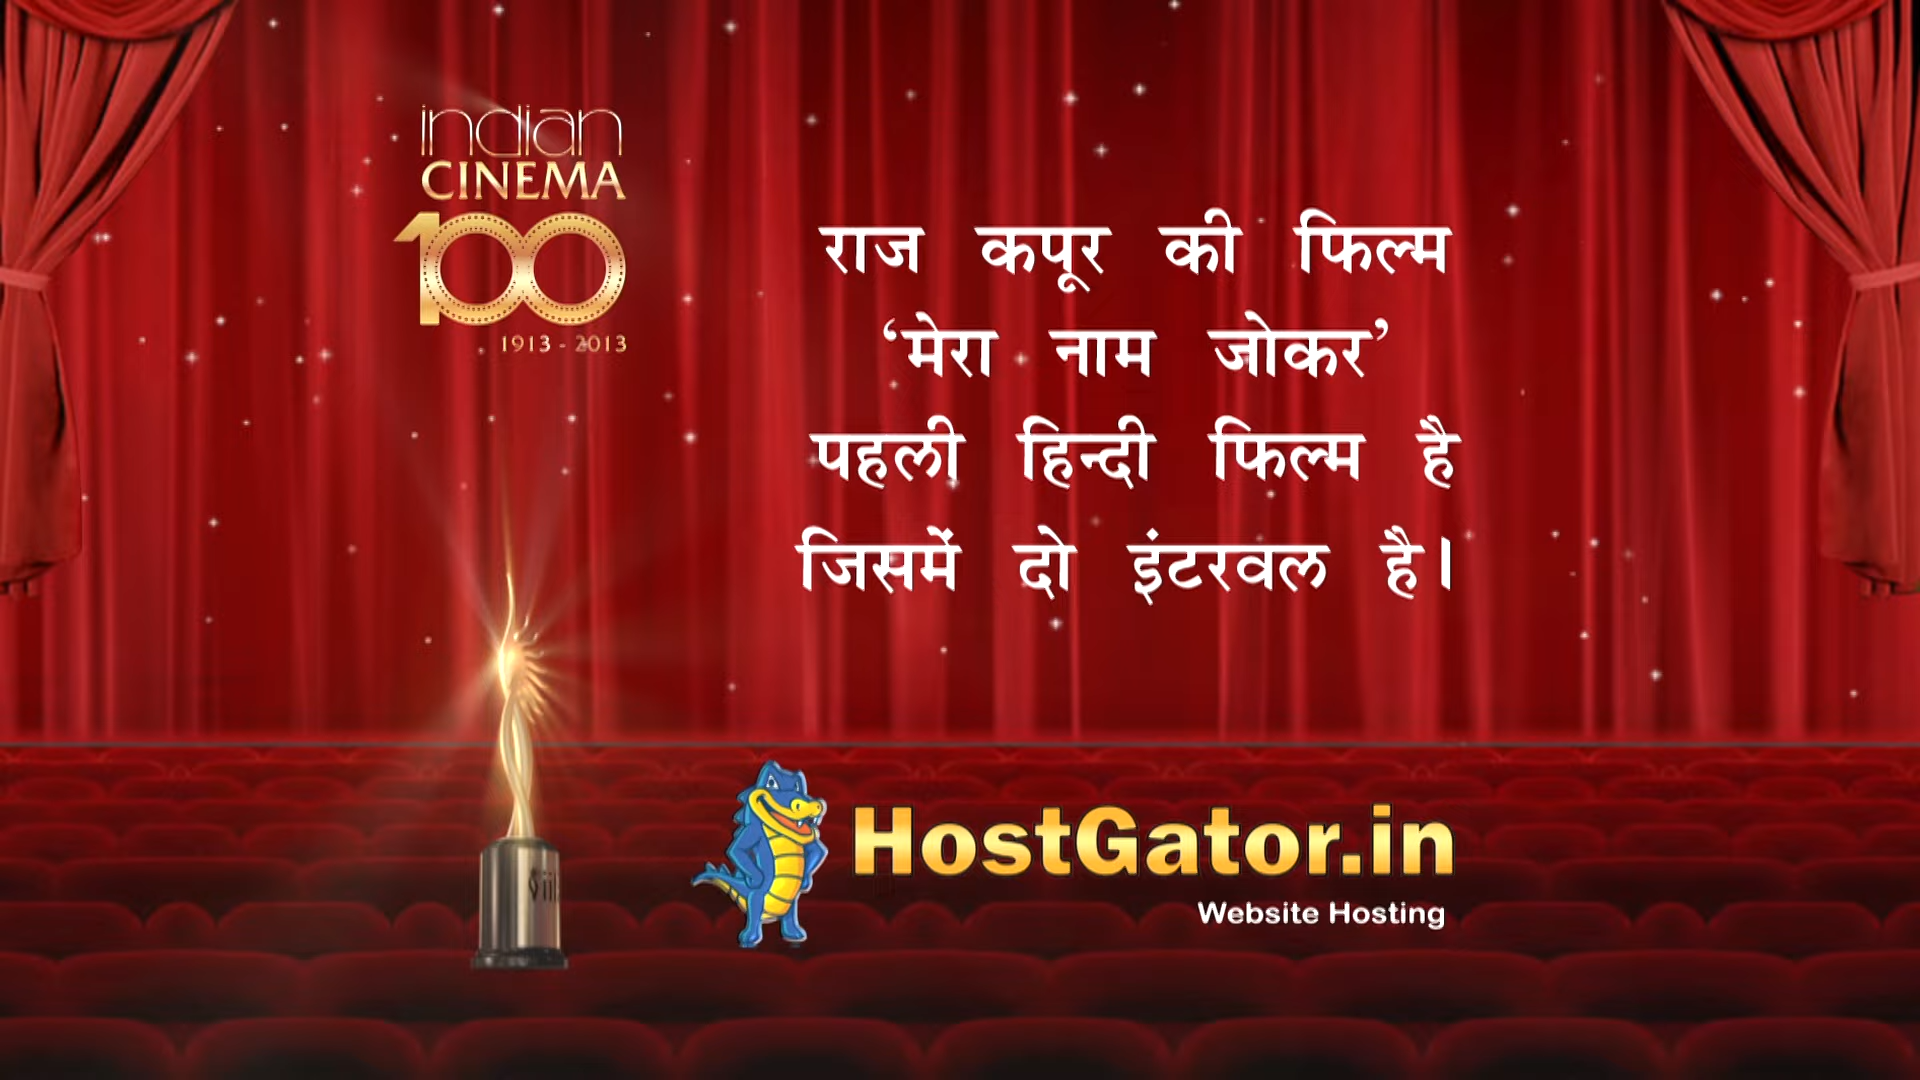 indian
CINEMA
100
1913 - 2013
राज कपूर की फिल्म
‘मेरा नाम जोकर’
पहली हिन्दी फिल्म है
जिसमें दो इंटरवल है।
HostGator.in
Website Hosting